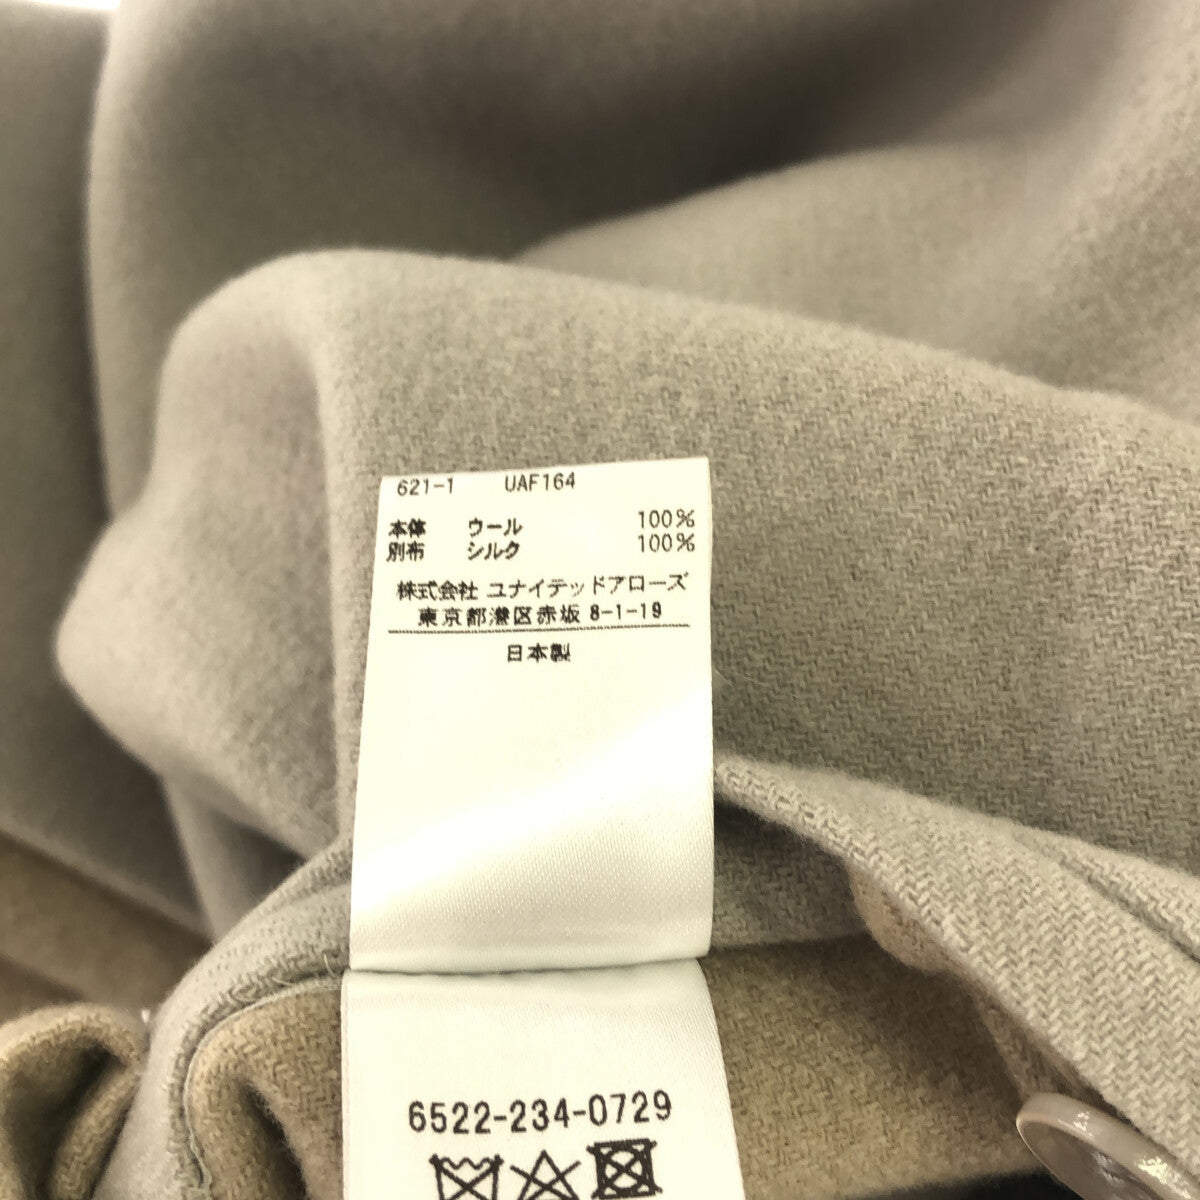 621-1 UAF164
本体 ウール 100%
別布 シルク 100%
株式会社 ユナイテッドアローズ
東京都港区赤坂 8-1-19
日本製
6522-234-0729